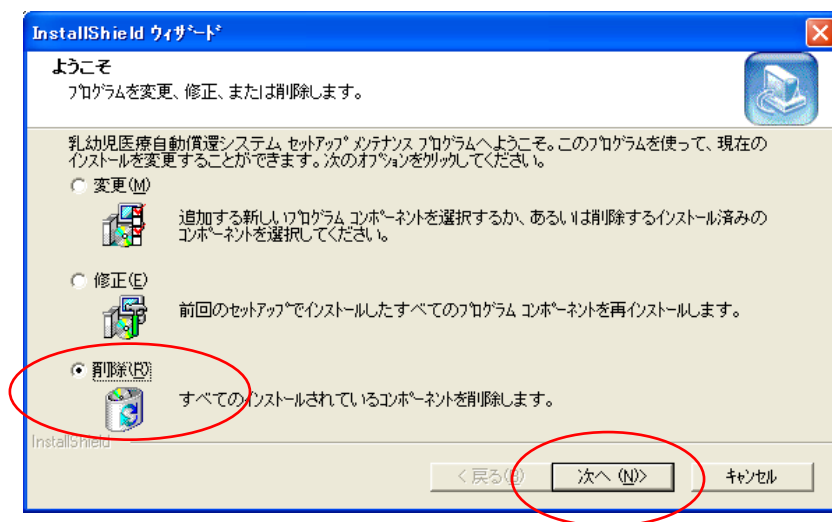 InstallShield ウィザード
ようこそ
プログラムを変更、修正、または削除します。
乳幼児医療自動償還システム セットアップ メンテナンス プログラムへようこそ。このプログラムを使って、現在の
インストールを変更することができます。次のオプションをクリックしてください。
変更(M)
追加する新しいプログラム コンポーネントを選択するか、あるいは削除するインストール済みの
コンポーネントを選択してください。
修正(E)
前回のセットアップでインストールしたすべてのプログラム コンポーネントを再インストールします。
削除(R)
すべてのインストールされているコンポーネントを削除します。
InstallShield
< 戻る(B) 次へ (N)> キャンセル